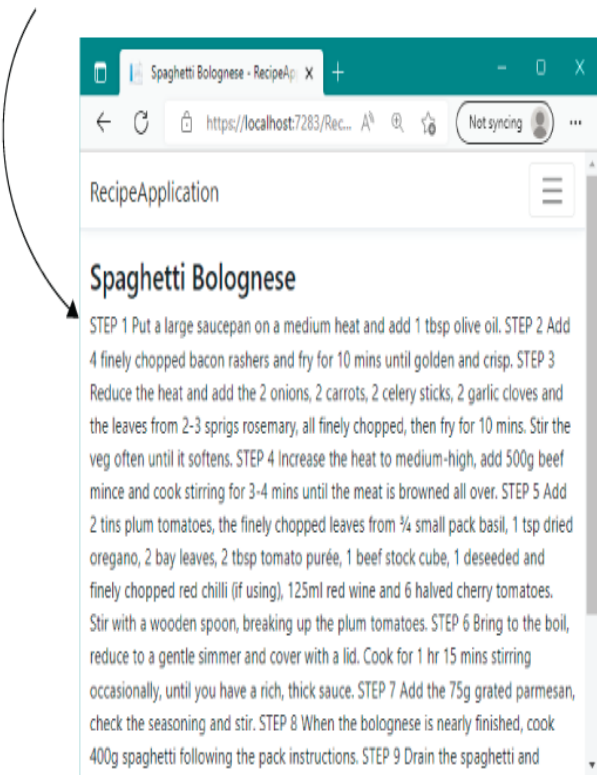 Spaghetti Bolognese - RecipeAp
https://localhost:7283/Rec...
Not syncing
RecipeApplication
Spaghetti Bolognese
STEP 1 Put a large saucepan on a medium heat and add 1 tbsp olive oil. STEP 2 Add
4 finely chopped bacon rashers and fry for 10 mins until golden and crisp. STEP 3
Reduce the heat and add the 2 onions, 2 carrots, 2 celery sticks, 2 garlic cloves and
the leaves from 2-3 sprigs rosemary, all finely chopped, then fry for 10 mins. Stir the
veg often until it softens. STEP 4 Increase the heat to medium-high, add 500g beef
mince and cook stirring for 3-4 mins until the meat is browned all over. STEP 5 Add
2 tins plum tomatoes, the finely chopped leaves from ¾ small pack basil, 1 tsp dried
oregano, 2 bay leaves, 2 tbsp tomato purée, 1 beef stock cube, 1 deseeded and
finely chopped red chilli (if using), 125ml red wine and 6 halved cherry tomatoes.
Stir with a wooden spoon, breaking up the plum tomatoes. STEP 6 Bring to the boil,
reduce to a gentle simmer and cover with a lid. Cook for 1 hr 15 mins stirring
occasionally, until you have a rich, thick sauce. STEP 7 Add the 75g grated parmesan,
check the seasoning and stir. STEP 8 When the bolognese is nearly finished, cook
400g spaghetti following the pack instructions. STEP 9 Drain the spaghetti and